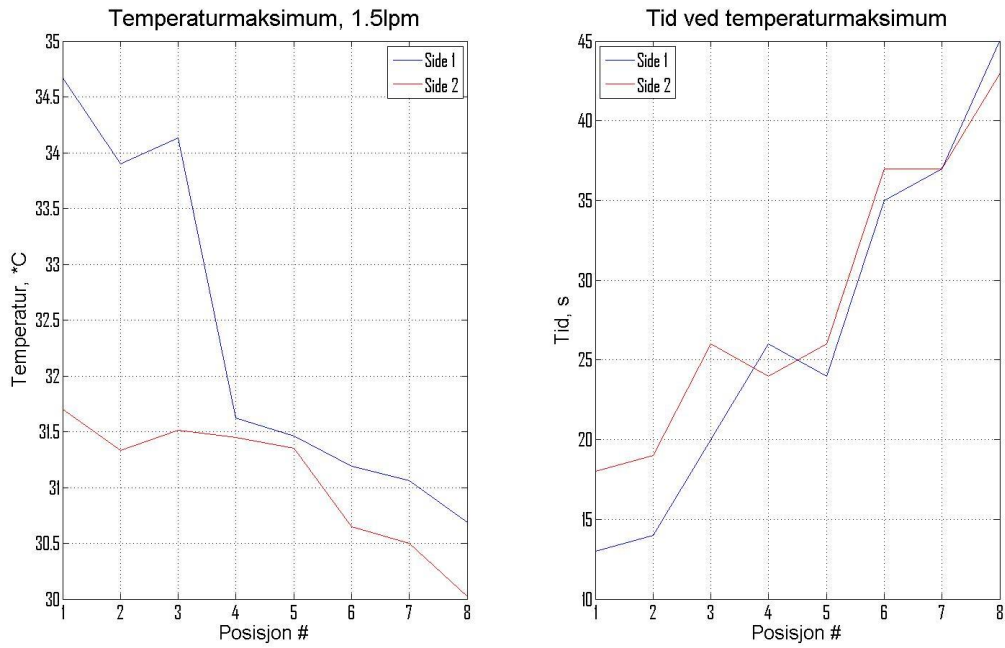 Temperaturmaksimum, 1.5lpm
35
34.5
34
33.5
33
32.5
32
31.5
31
30.5
30
Temperatur, *C
Side 1
Side 2
1 2 3 4 5 6 7 8
Posisjon #
Tid ved temperaturmaksimum
45
40
35
30
25
20
15
10
Tid, s
Side 1
Side 2
1 2 3 4 5 6 7 8
Posisjon #